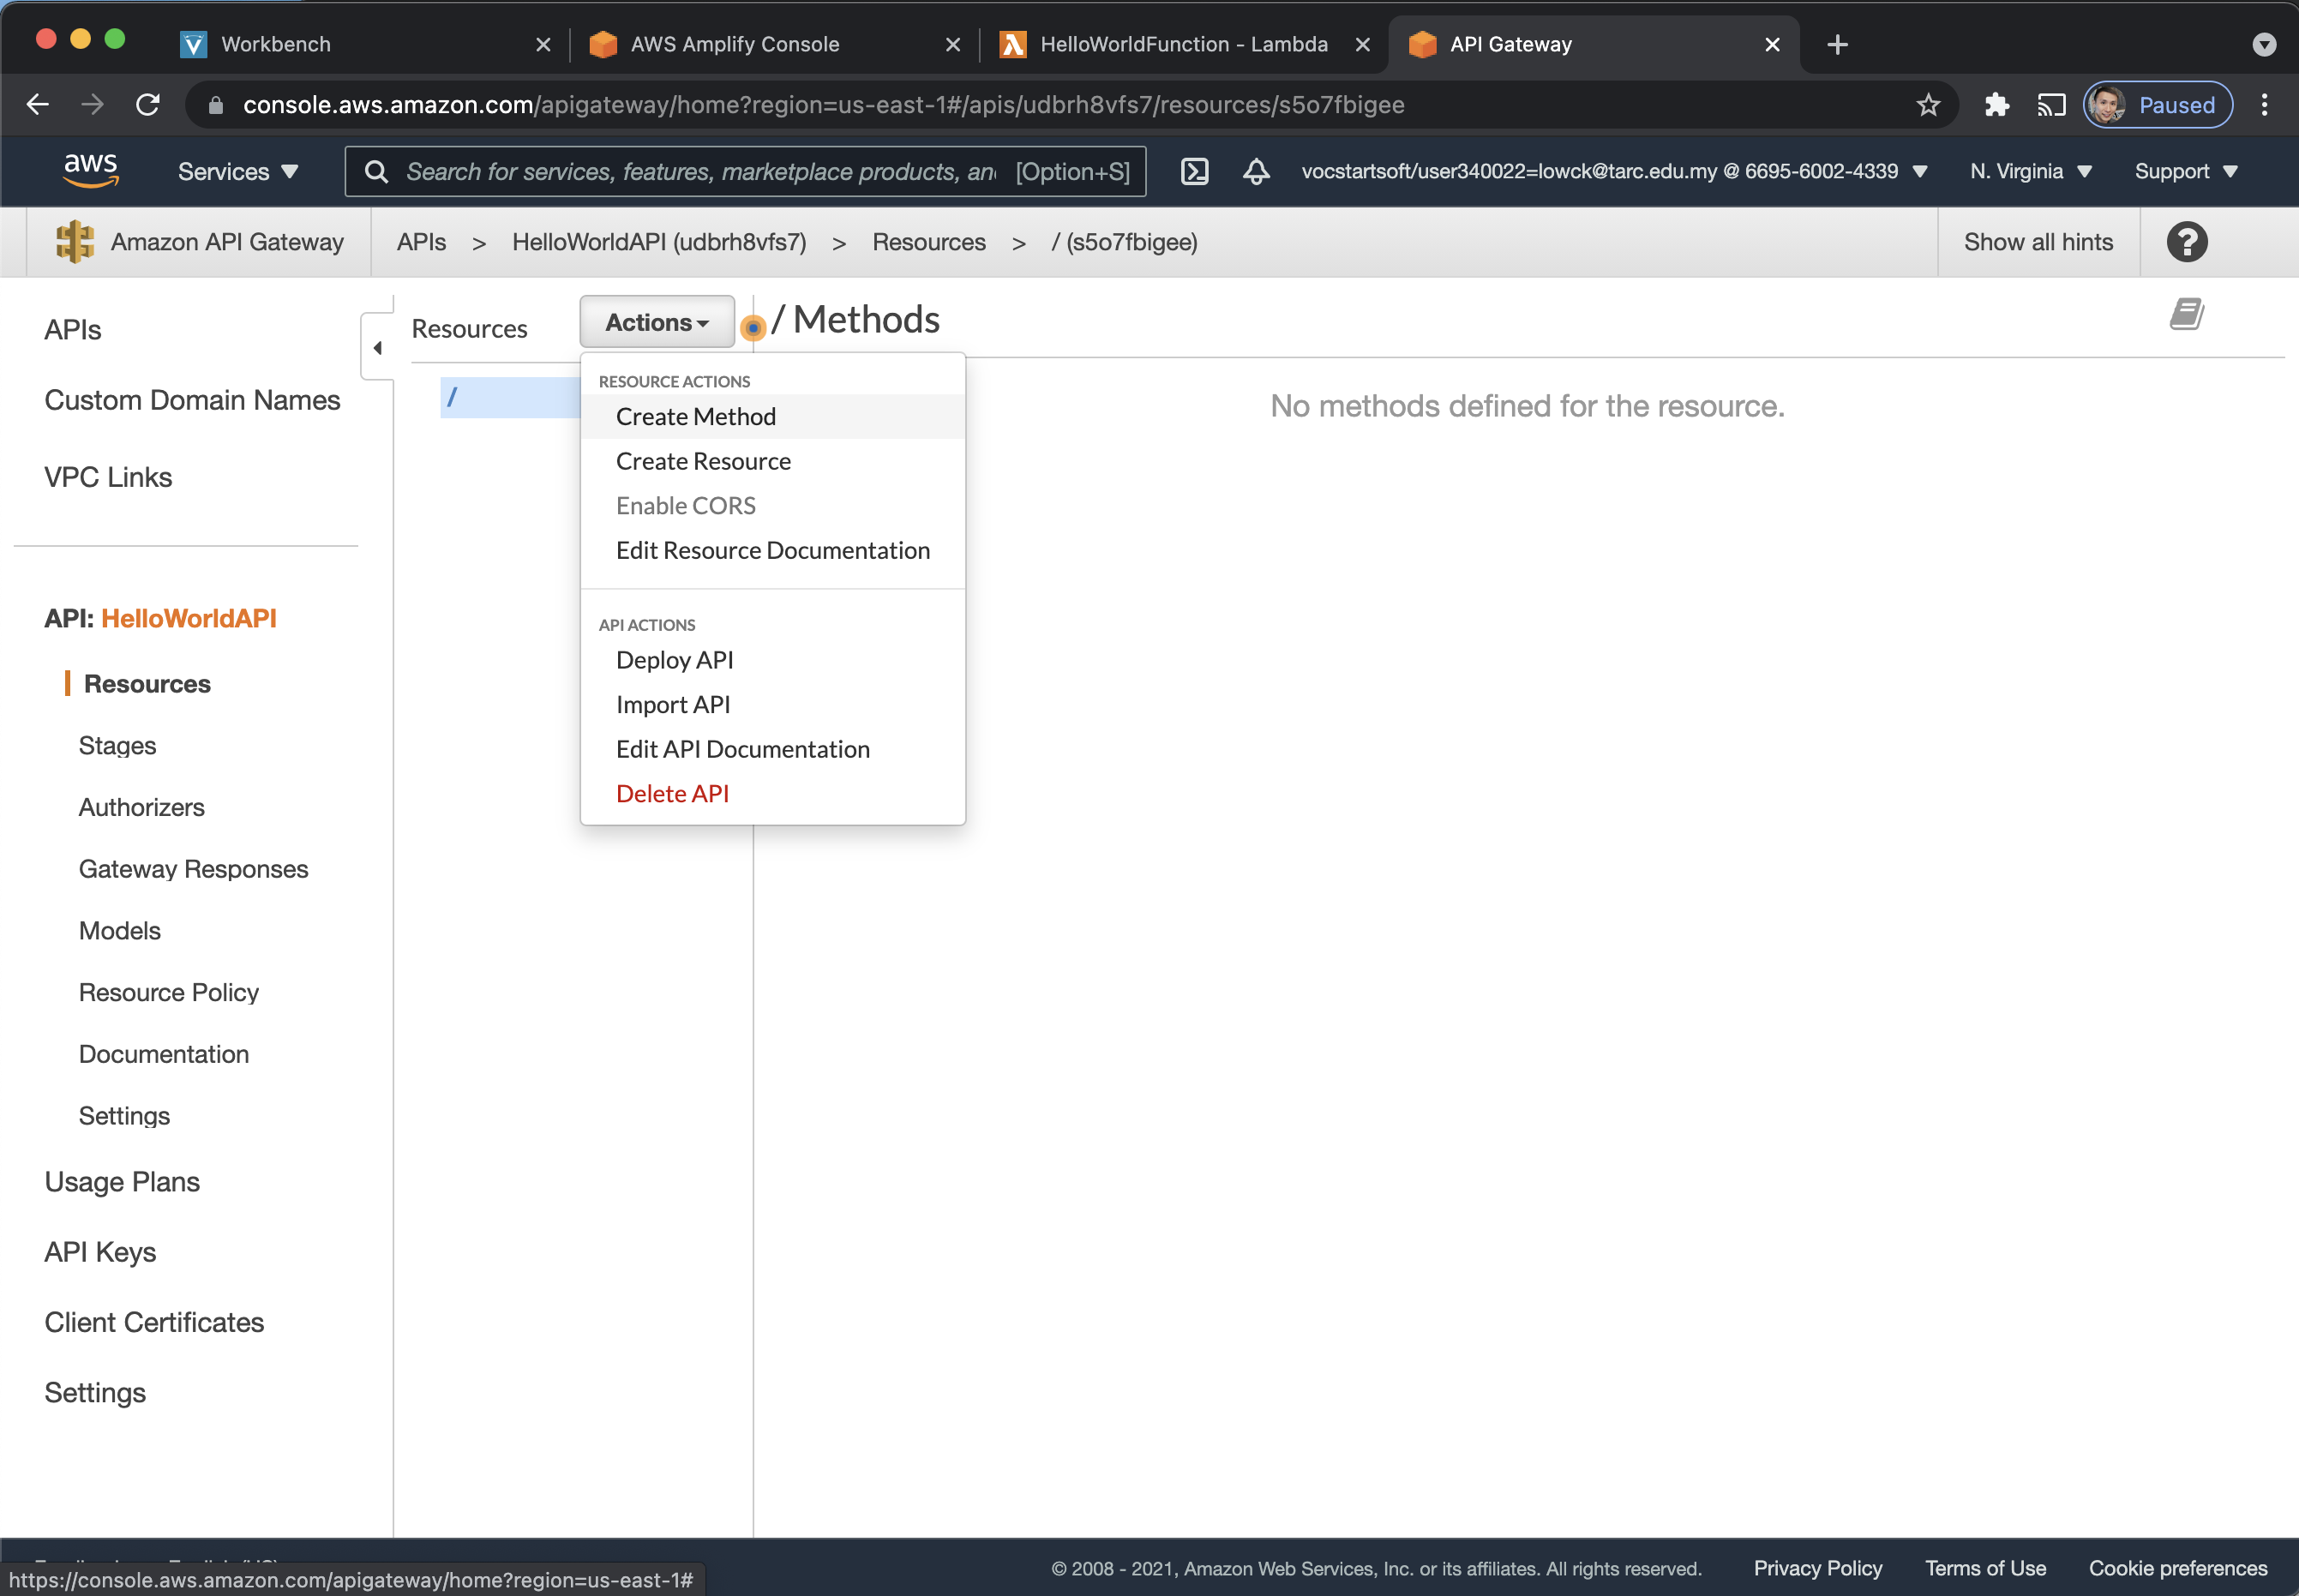 Workbench
AWS Amplify Console
HelloWorldFunction - Lambda
API Gateway
console.aws.amazon.com/apigateway/home?region=us-east-1#/apis/udbrh8vfs7/resources/s5o7fbigee
Paused
aws
Services
Search for services, features, marketplace products, an [Option+S]
vocstartsoft/user340022=lowck@tarc.edu.my @ 6695-6002-4339
N. Virginia
Support
Amazon API Gateway
APIs > HelloWorldAPI (udbrh8vfs7) > Resources > / (s5o7fbigee)
Show all hints
?
APIs
Custom Domain Names
VPC Links
API: HelloWorldAPI
Resources
Stages
Authorizers
Gateway Responses
Models
Resource Policy
Documentation
Settings
Usage Plans
API Keys
Client Certificates
Settings
Resources
Actions
/
/ Methods
RESOURCE ACTIONS
Create Method
Create Resource
Enable CORS
Edit Resource Documentation
API ACTIONS
Deploy API
Import API
Edit API Documentation
Delete API
No methods defined for the resource.
© 2008 - 2021, Amazon Web Services, Inc. or its affiliates. All rights reserved.
Privacy Policy
Terms of Use
Cookie preferences
https://console.aws.amazon.com/apigateway/home?region=us-east-1#